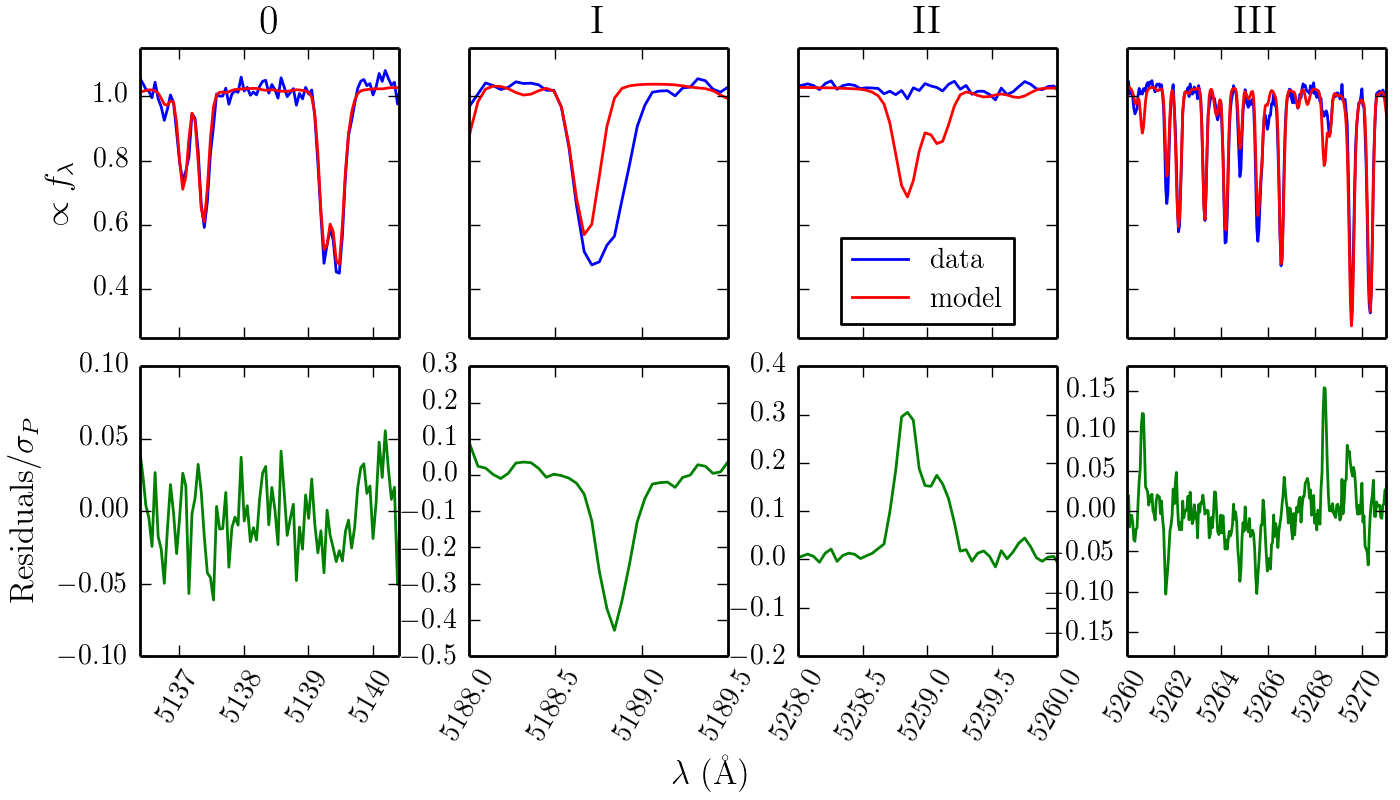 0 I II III
1.0
0.8
0.6
0.4
∝ f_λ
data
model
0.10 0.3 0.4 0.15
0.05 0.2 0.3 0.10
0.00 0.1 0.2 0.05
−0.05 0.0 0.1 0.00
−0.10 −0.1 0.0 −0.05
−0.2 −0.1 −0.10
−0.3 −0.2 −0.15
−0.4
−0.5
Residuals/σ_P
5137 5138 5139 5140 5188.0 5188.5 5189.0 5189.5 5258.0 5258.5 5259.0 5259.5 5260.0 5260 5262 5264 5266 5268 5270
λ (Å)